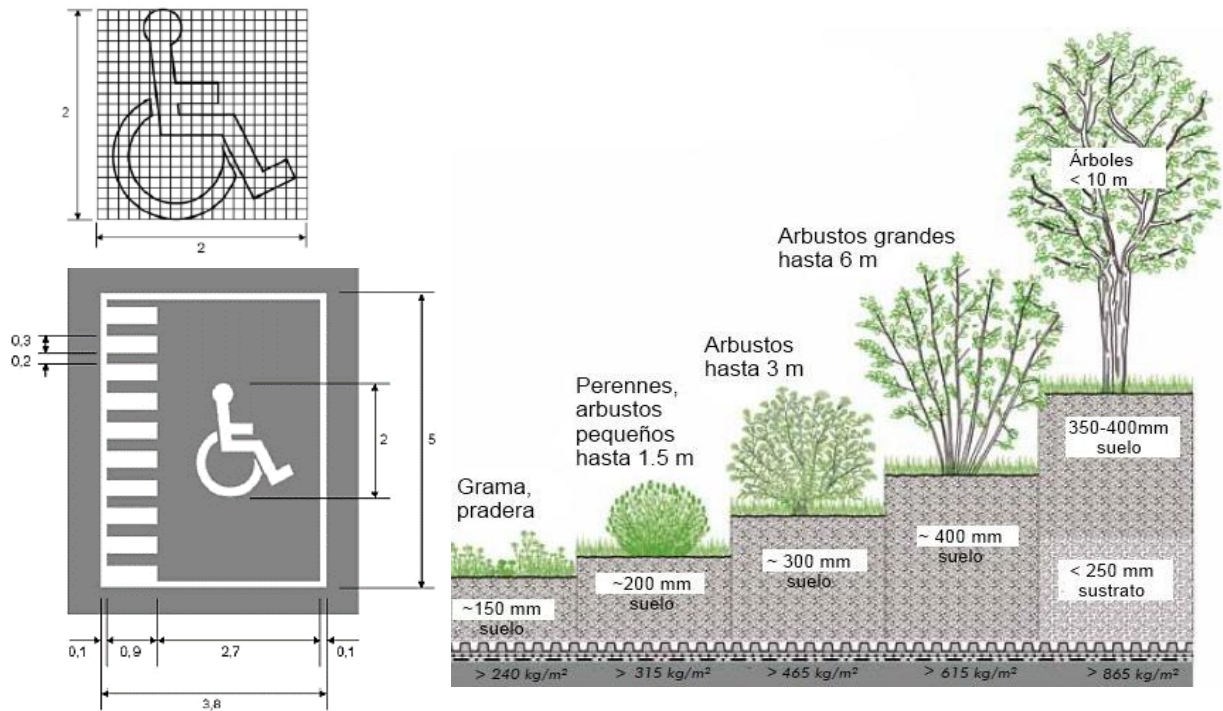 2
2
0,3
0,2
2
5
0,1
0,9
2,7
0,1
3,8
Grama,
pradera
~150 mm
suelo
> 240 kg/m²
Perennes,
arbustos
pequeños
hasta 1.5 m
~200 mm
suelo
> 315 kg/m²
Arbustos
hasta 3 m
~ 300 mm
suelo
> 465 kg/m²
Arbustos grandes
hasta 6 m
~ 400 mm
suelo
> 615 kg/m²
Árboles
< 10 m
350-400mm
suelo
< 250 mm
sustrato
> 865 kg/m²